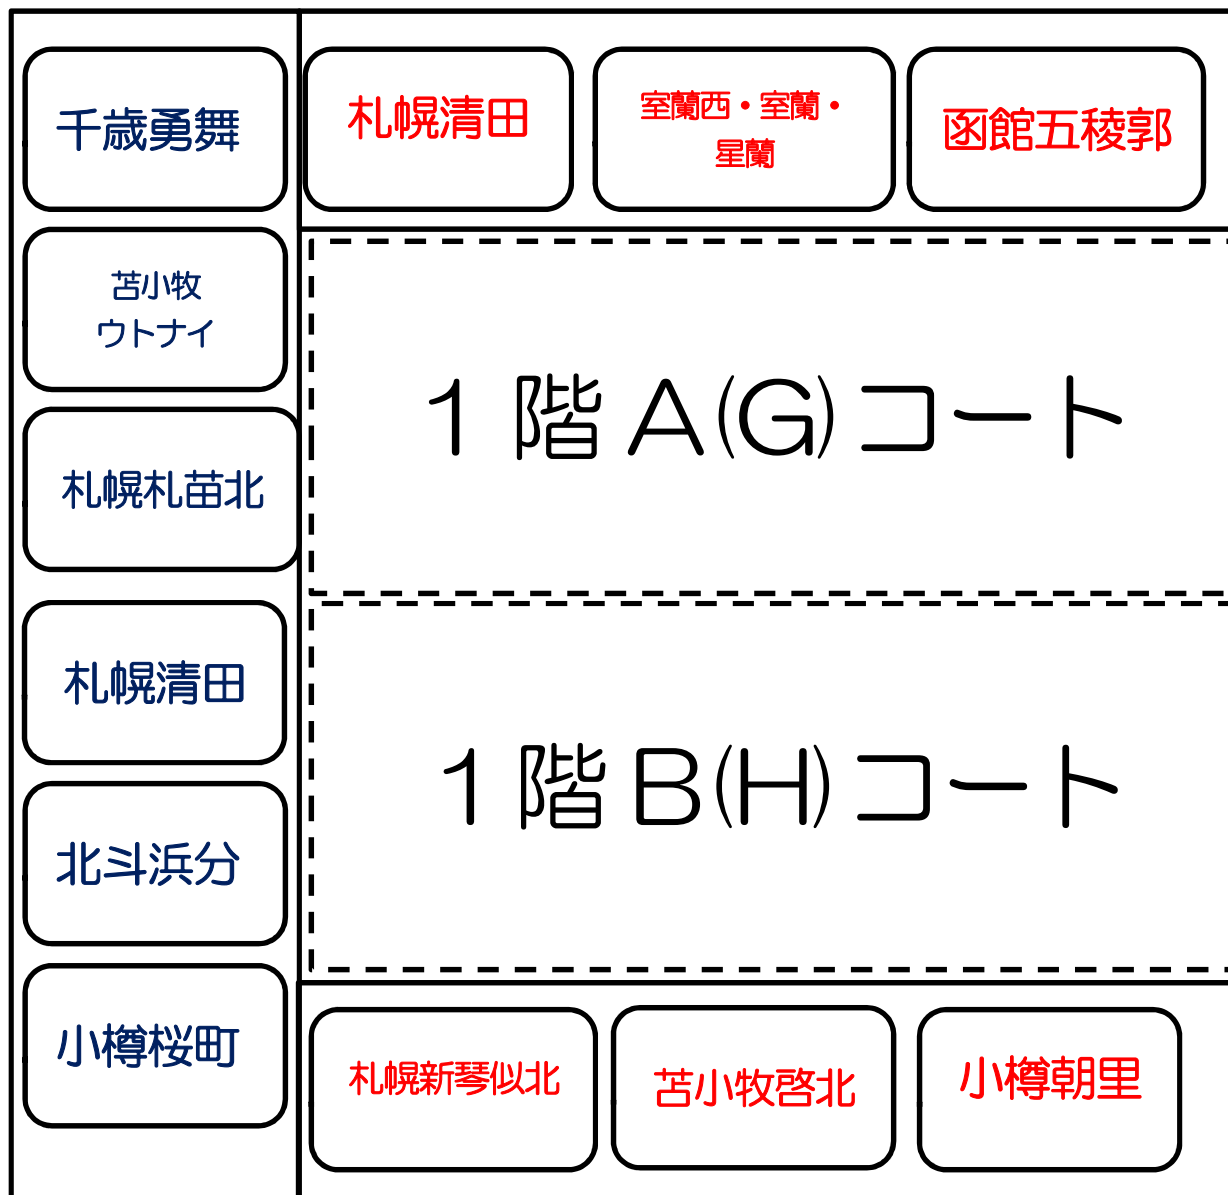 千歳勇舞
札幌清田
室蘭西・室蘭・
星蘭
函館五稜郭
苫小牧
ウトナイ
1階A(G)コート
札幌札苗北
札幌清田
1階B(H)コート
北斗浜分
小樽桜町
札幌新琴似北
苫小牧啓北
小樽朝里